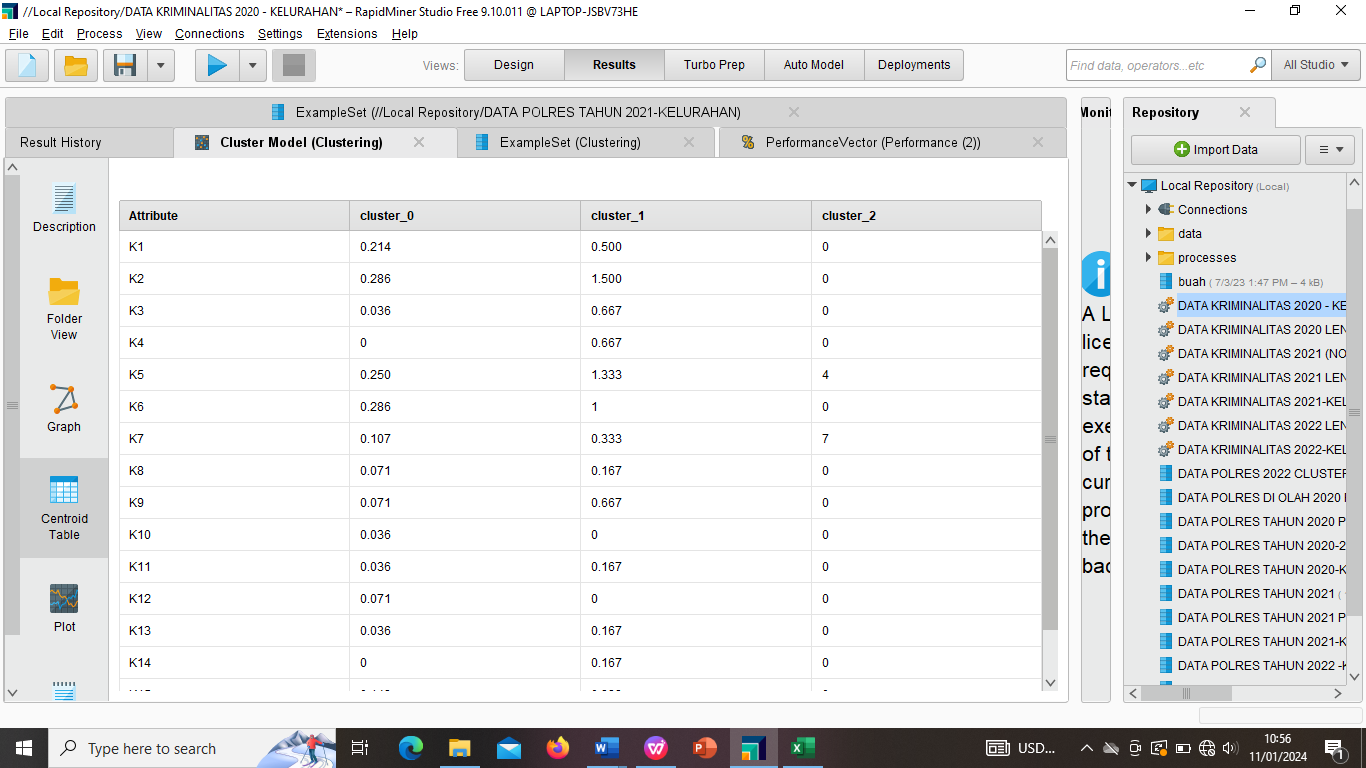 //Local Repository/DATA KRIMINALITAS 2020 - KELURAHAN* – RapidMiner Studio Free 9.10.011 @ LAPTOP-JSBV73HE
File Edit Process View Connections Settings Extensions Help
Views: Design Results Turbo Prep Auto Model Deployments Find data, operators...etc All Studio
ExampleSet (//Local Repository/DATA POLRES TAHUN 2021-KELURAHAN)
Result History Cluster Model (Clustering) ExampleSet (Clustering) PerformanceVector (Performance (2))
Description
Folder
View
Graph
Centroid
Table
Plot
Attribute cluster_0 cluster_1 cluster_2
K1 0.214 0.500 0
K2 0.286 1.500 0
K3 0.036 0.667 0
K4 0 0.667 0
K5 0.250 1.333 4
K6 0.286 1 0
K7 0.107 0.333 7
K8 0.071 0.167 0
K9 0.071 0.667 0
K10 0.036 0 0
K11 0.036 0.167 0
K12 0.071 0 0
K13 0.036 0.167 0
K14 0 0.167 0
Monit
A L
lice
req
sta
exe
of t
cur
pro
the
bac
Repository
Import Data
Local Repository (Local)
Connections
data
processes
buah ( 7/3/23 1:47 PM – 4 kB)
DATA KRIMINALITAS 2020 - KE
DATA KRIMINALITAS 2020 LEN
DATA KRIMINALITAS 2021 (NO
DATA KRIMINALITAS 2021 LEN
DATA KRIMINALITAS 2021-KEL
DATA KRIMINALITAS 2022 LEN
DATA KRIMINALITAS 2022-KEL
DATA POLRES 2022 CLUSTER
DATA POLRES DI OLAH 2020
DATA POLRES TAHUN 2020 P
DATA POLRES TAHUN 2020-2
DATA POLRES TAHUN 2020-K
DATA POLRES TAHUN 2021 (
DATA POLRES TAHUN 2021 P
DATA POLRES TAHUN 2021-K
DATA POLRES TAHUN 2022 -K
Type here to search
USD...
10:56
11/01/2024
1